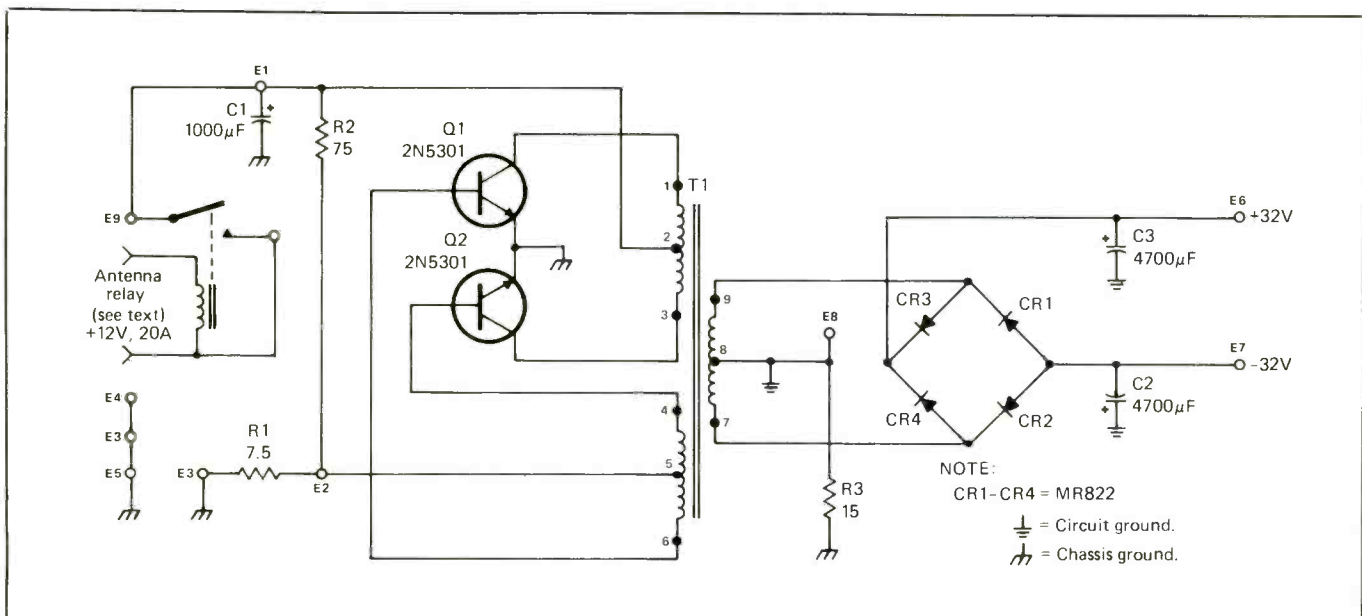 E1
C1
1000µF
+
R2
75
Q1
2N5301
1
T1
E9
2
Q2
2N5301
Antenna
relay
(see text)
+12V, 20A
3
E4
E3
E5
E3
R1
7.5
E2
4
5
6
9
8
7
E8
R3
15
CR3
CR1
CR4
CR2
E6
+32V
+
C3
4700µF
E7
-32V
C2
+
4700µF
NOTE:
CR1-CR4 = MR822
= Circuit ground.
= Chassis ground.